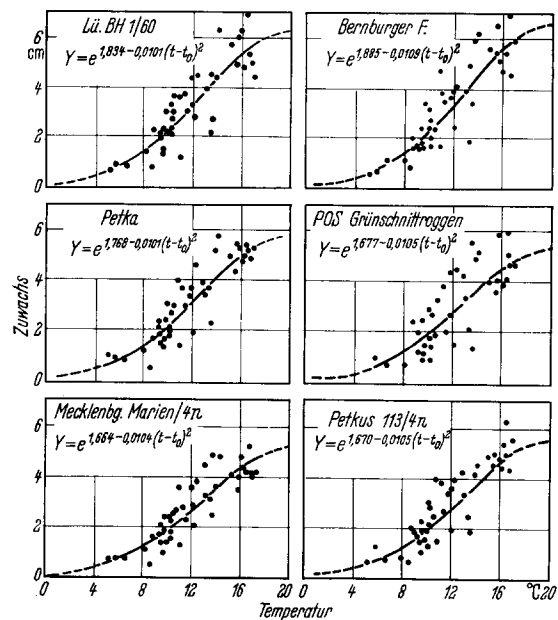 Lü. BH 1/60
Y=e^1,834-0,0101(t-t₀)²
Bernburger F.
Y=e^1,885-0,0109(t-t₀)²
6
cm
4
2
0
Petka
Y=e^1,768-0,0101(t-t₀)²
POS Grünschnittroggen
Y=e^1,677-0,0105(t-t₀)²
Zuwachs
6
4
2
0
Mecklenbg. Marien/4n
Y=e^1,664-0,0104(t-t₀)²
Petkus 113/4n
Y=e^1,670-0,0105(t-t₀)²
6
4
2
0
0 4 8 12 16 20
0 4 8 12 16 °C 20
Temperatur